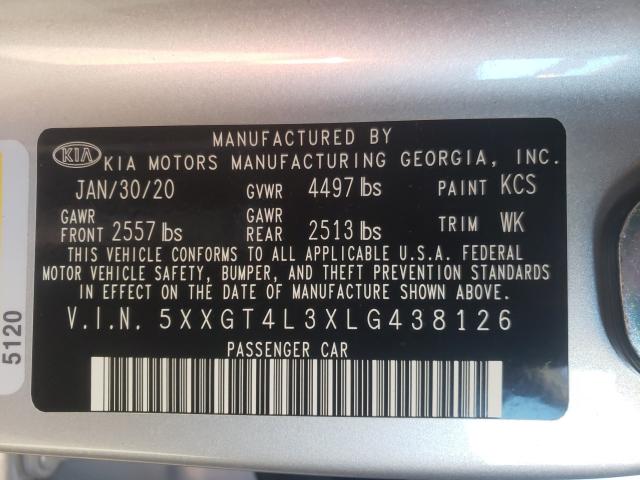 MANUFACTURED BY
KIA KIA MOTORS MANUFACTURING GEORGIA, INC.
JAN/30/20 GVWR 4497 lbs PAINT KCS
GAWR FRONT 2557 lbs GAWR REAR 2513 lbs TRIM WK
THIS VEHICLE CONFORMS TO ALL APPLICABLE U.S.A. FEDERAL
MOTOR VEHICLE SAFETY, BUMPER, AND THEFT PREVENTION STANDARDS
IN EFFECT ON THE DATE OF MANUFACTURE SHOWN ABOVE.
V.I.N. 5XXGT4L3XLG438126
PASSENGER CAR
5120